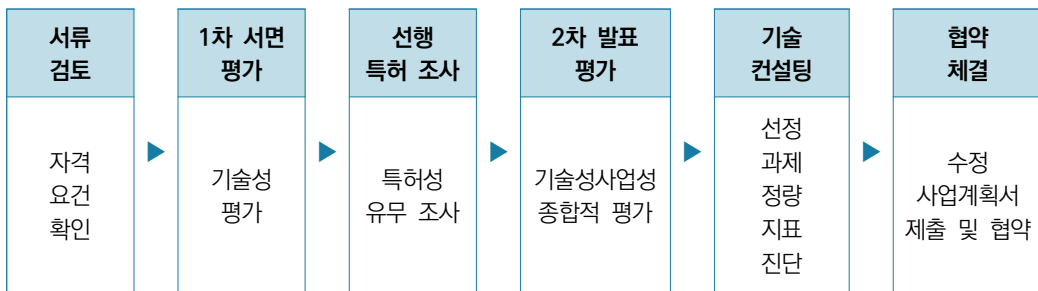 서류
검토
1차 서면
평가
선행
특허 조사
2차 발표
평가
기술
컨설팅
협약
체결
자격
요건
확인
기술성
평가
특허성
유무 조사
기술성사업성
종합적 평가
선정
과제
정량
지표
진단
수정
사업계획서
제출 및 협약